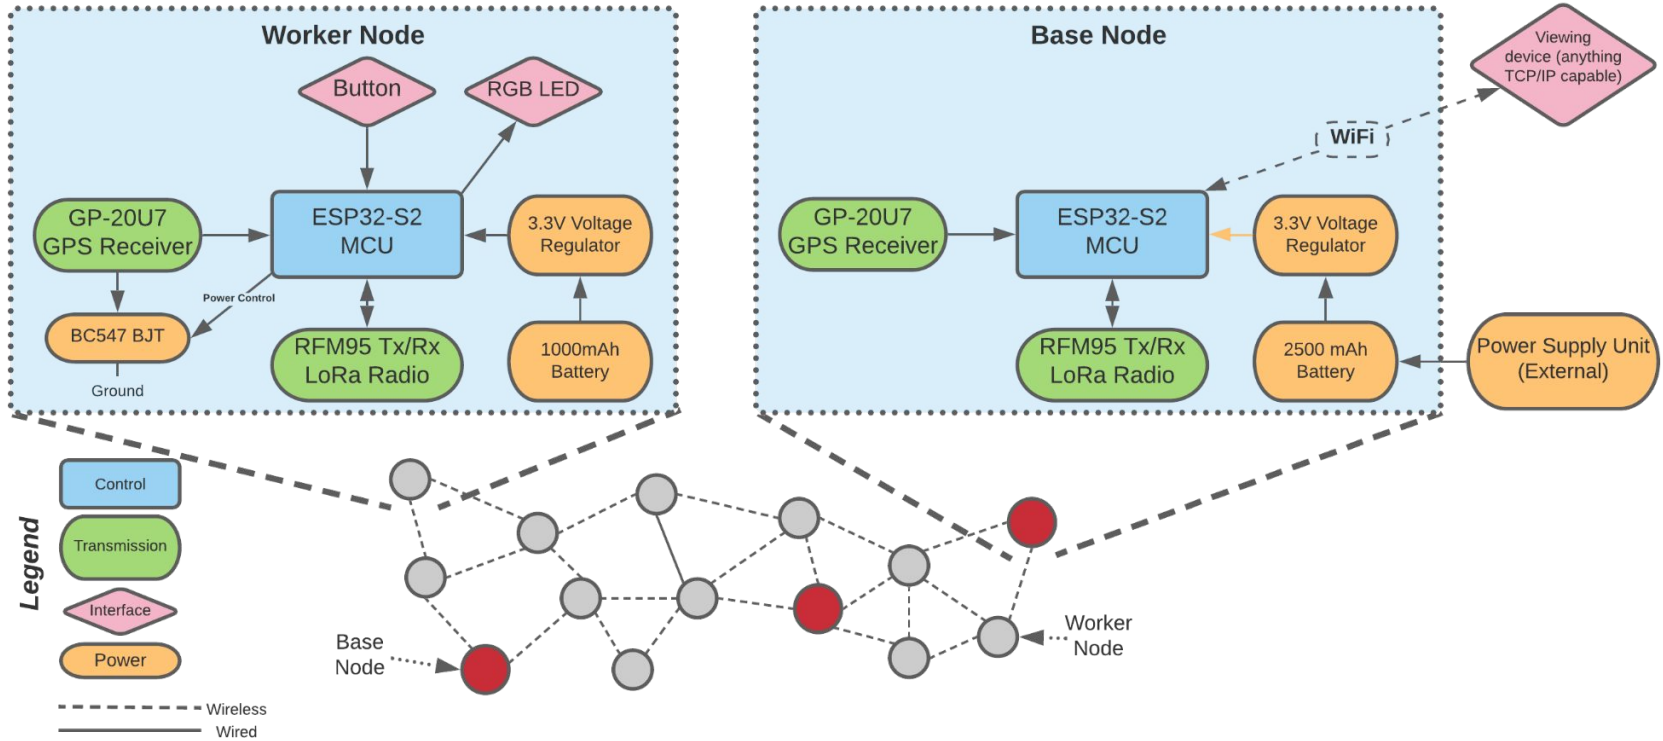 Worker Node
Button
RGB LED
GP-20U7
GPS Receiver
ESP32-S2
MCU
3.3V Voltage
Regulator
Power Control
BC547 BJT
Ground
RFM95 Tx/Rx
LoRa Radio
1000mAh
Battery
Base Node
Viewing
device (anything
TCP/IP capable)
WiFi
GP-20U7
GPS Receiver
ESP32-S2
MCU
3.3V Voltage
Regulator
RFM95 Tx/Rx
LoRa Radio
2500 mAh
Battery
Power Supply Unit
(External)
Legend
Control
Transmission
Interface
Power
Wireless
Wired
Base
Node
Worker
Node